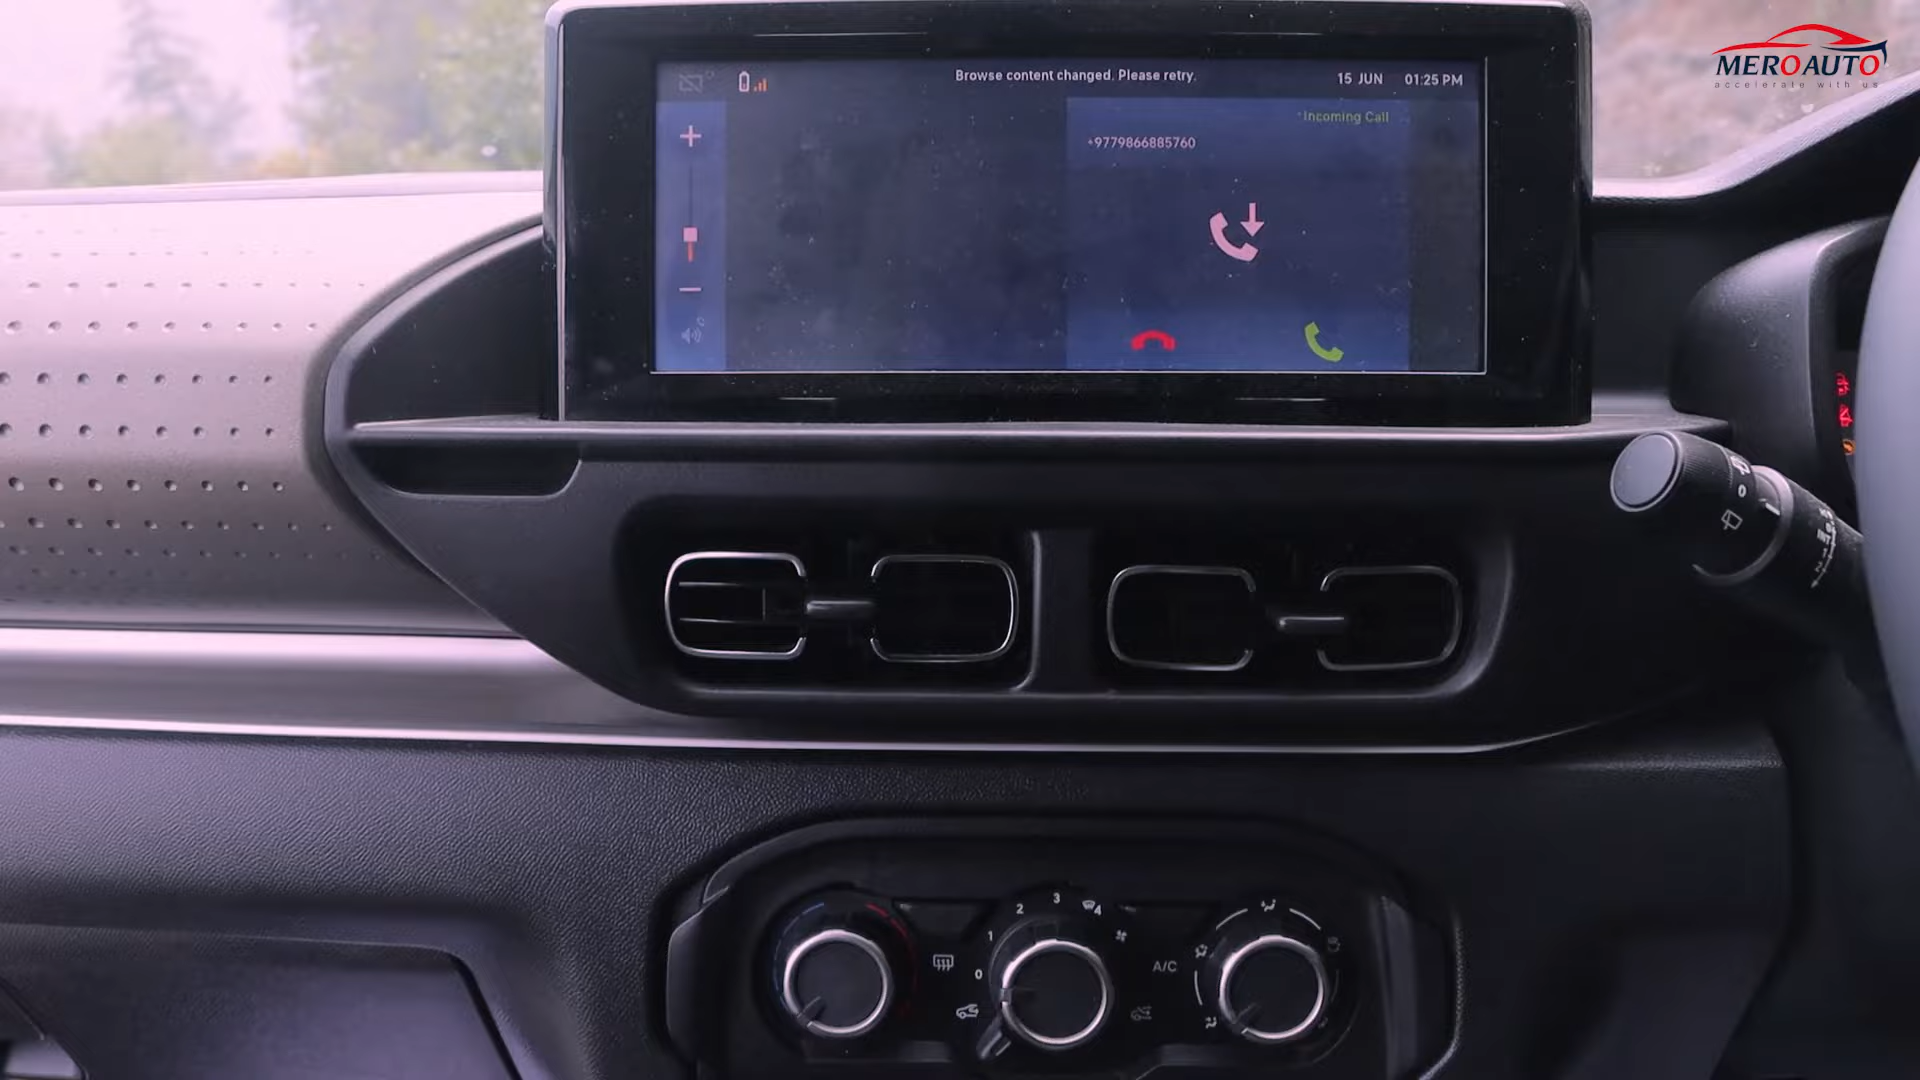 MEROAUTO
accelerate with us
Browse content changed. Please retry.
15 JUN 01:25 PM
Incoming Call
+9779866885760
0 1 2 3 4
A/C